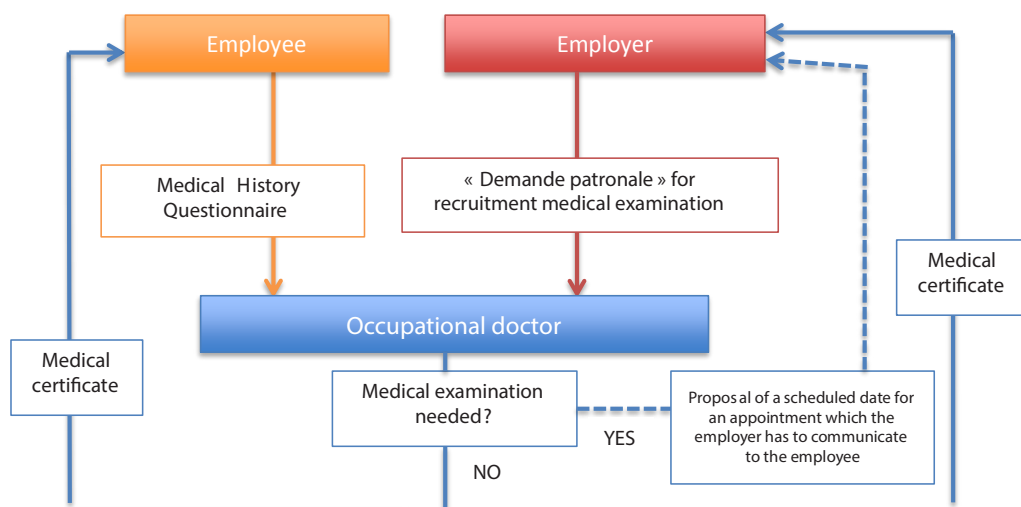 Employee
Employer
Medical History
Questionnaire
« Demande patronale » for
recruitment medical examination
Medical
certificate
Occupational doctor
Medical
certificate
Medical examination
needed?
YES
NO
Proposal of a scheduled date for
an appointment which the
employer has to communicate
to the employee